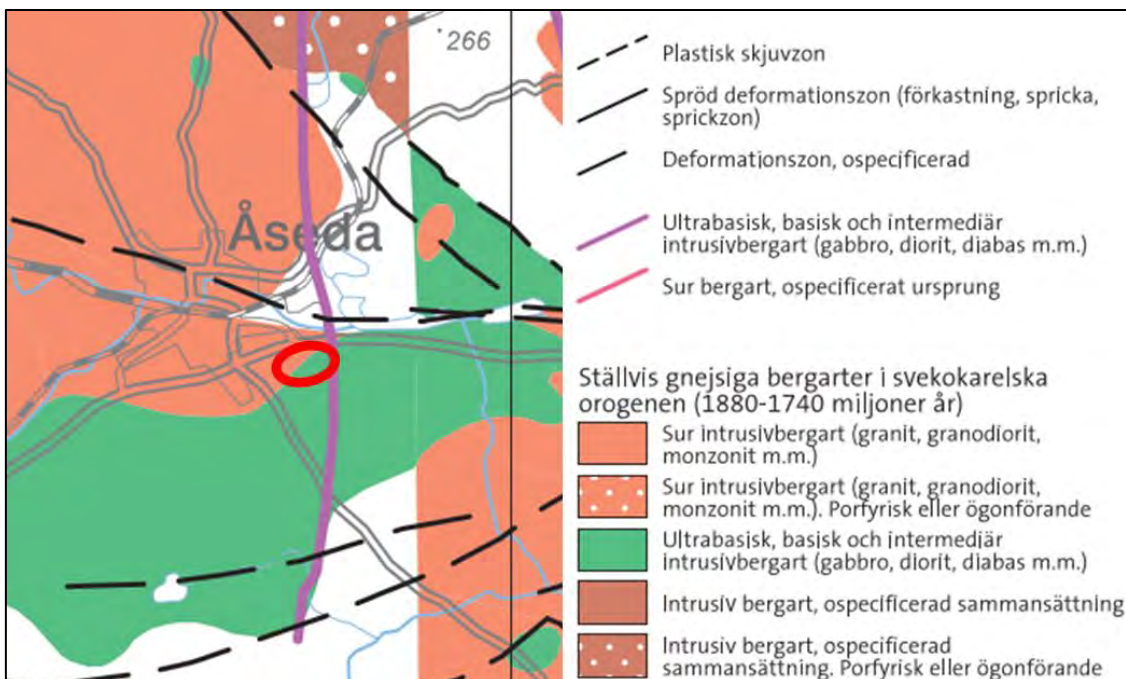 266
Åseda
Plastisk skjuvzon
Spröd deformationszon (förkastning, spricka,
sprickzon)
Deformationszon, ospecificerad
Ultrabasisk, basisk och intermediär
intrusivbergart (gabbro, diorit, diabas m.m.)
Sur bergart, ospecificerat ursprung
Ställvis gnejsiga bergarter i svekokarelska
orogenen (1880-1740 miljoner år)
Sur intrusivbergart (granit, granodiorit,
monzonit m.m.)
Sur intrusivbergart (granit, granodiorit,
monzonit m.m.). Porfyrisk eller ögonförande
Ultrabasisk, basisk och intermediär
intrusivbergart (gabbro, diorit, diabas m.m.)
Intrusiv bergart, ospecificerad sammansättning
Intrusiv bergart, ospecificerad
sammansättning. Porfyrisk eller ögonförande